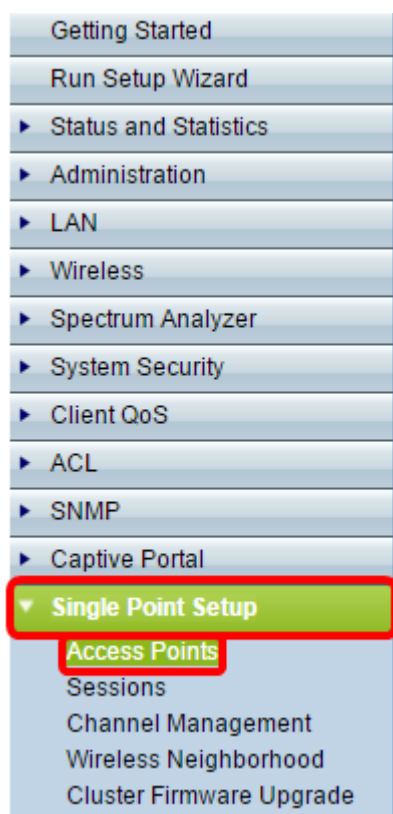 Getting Started
Run Setup Wizard
Status and Statistics
Administration
LAN
Wireless
Spectrum Analyzer
System Security
Client QoS
ACL
SNMP
Captive Portal
Single Point Setup
Access Points
Sessions
Channel Management
Wireless Neighborhood
Cluster Firmware Upgrade